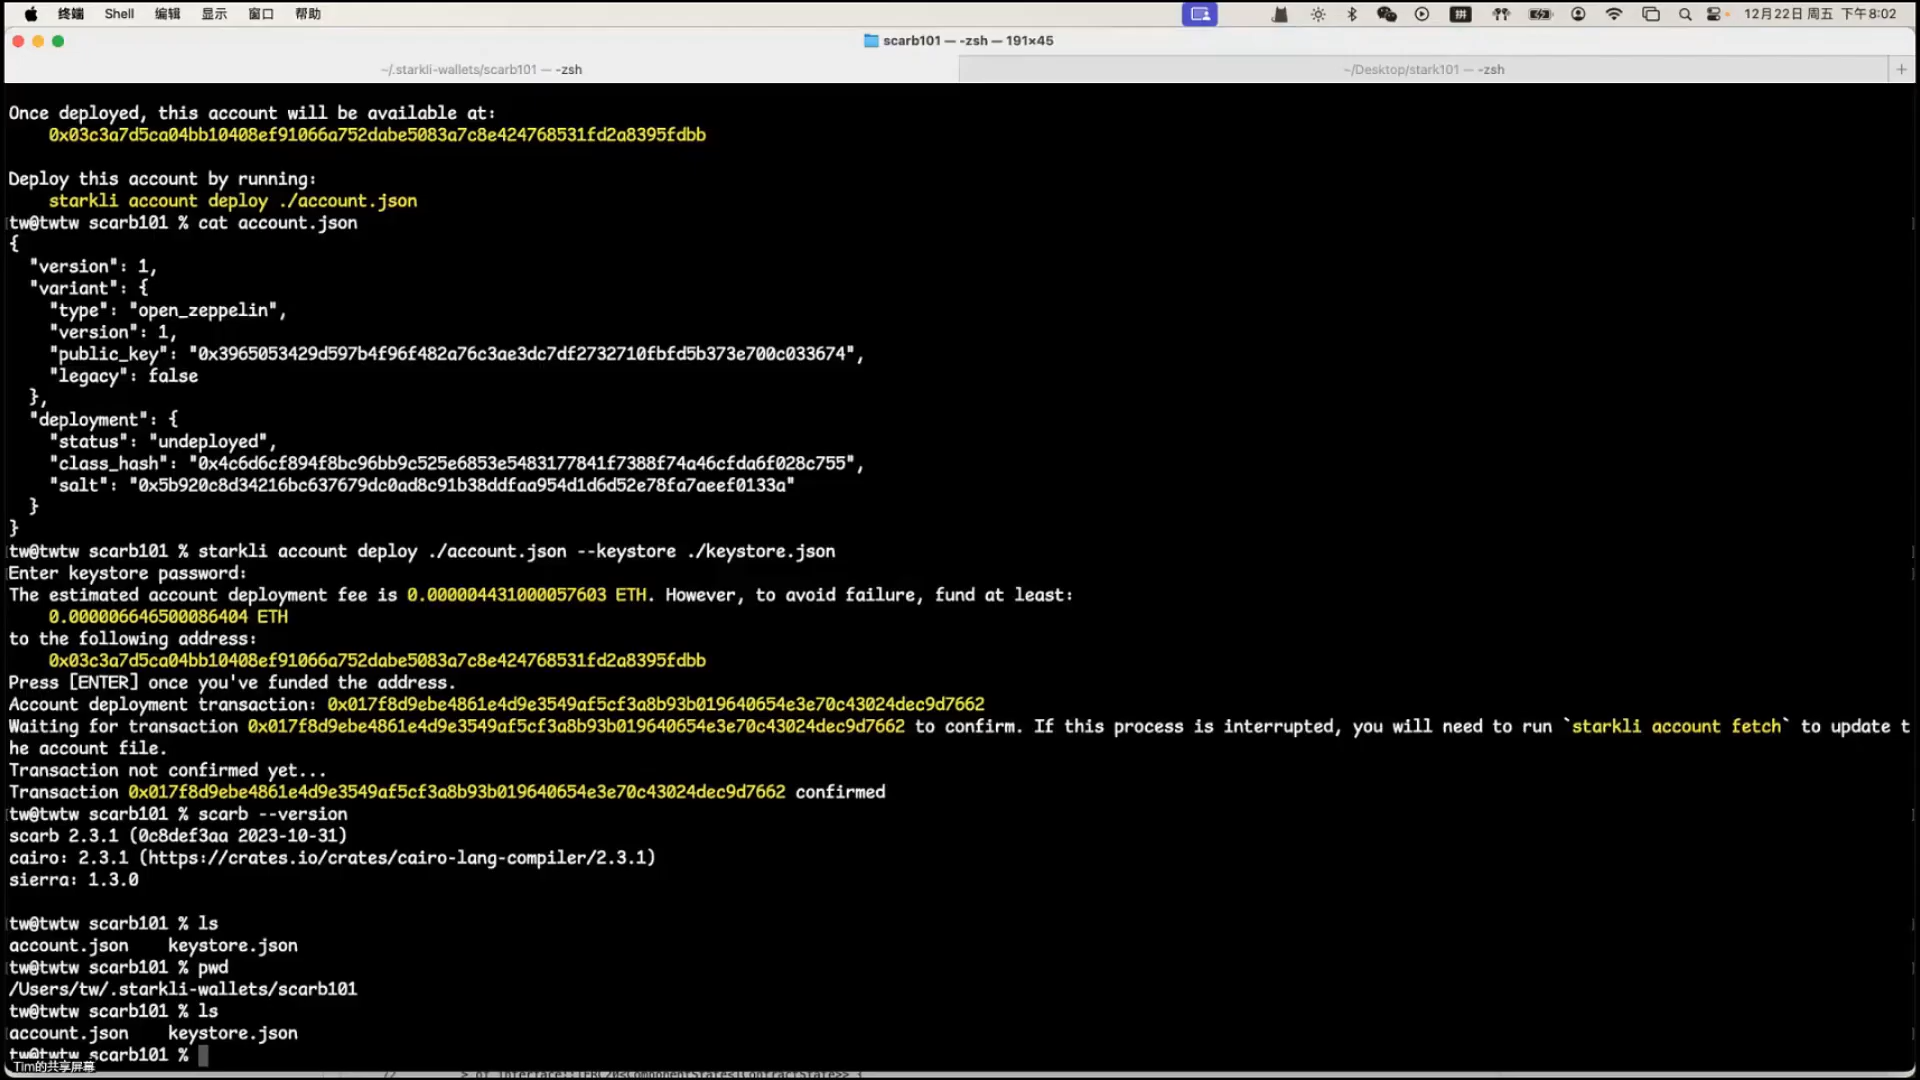 终端 Shell 编辑 显示 窗口 帮助 拼 12月22日 周五 下午8:02
scarb101 — -zsh — 191×45
~/.starkli-wallets/scarb101 — -zsh ~/Desktop/stark101 — -zsh +
Once deployed, this account will be available at:
0x03c3a7d5ca04bb10408ef91066a752dabe5083a7c8e424768531fd2a8395fdbb
Deploy this account by running:
starkli account deploy ./account.json
tw@twtw scarb101 % cat account.json
{
"version": 1,
"variant": {
"type": "open_zeppelin",
"version": 1,
"public_key": "0x3965053429d597b4f96f482a76c3ae3dc7df2732710fbfd5b373e700c033674",
"legacy": false
},
"deployment": {
"status": "undeployed",
"class_hash": "0x4c6d6cf894f8bc96bb9c525e6853e5483177841f7388f74a46cfda6f028c755",
"salt": "0x5b920c8d34216bc637679dc0ad8c91b38ddfaa954d1d6d52e78fa7aeef0133a"
}
}
tw@twtw scarb101 % starkli account deploy ./account.json --keystore ./keystore.json
Enter keystore password:
The estimated account deployment fee is 0.000004431000057603 ETH. However, to avoid failure, fund at least:
0.000006646500086404 ETH
to the following address:
0x03c3a7d5ca04bb10408ef91066a752dabe5083a7c8e424768531fd2a8395fdbb
Press [ENTER] once you've funded the address.
Account deployment transaction: 0x017f8d9ebe4861e4d9e3549af5cf3a8b93b019640654e3e70c43024dec9d7662
Waiting for transaction 0x017f8d9ebe4861e4d9e3549af5cf3a8b93b019640654e3e70c43024dec9d7662 to confirm. If this process is interrupted, you will need to run `starkli account fetch` to update t
he account file.
Transaction not confirmed yet...
Transaction 0x017f8d9ebe4861e4d9e3549af5cf3a8b93b019640654e3e70c43024dec9d7662 confirmed
tw@twtw scarb101 % scarb --version
scarb 2.3.1 (0c8def3aa 2023-10-31)
cairo: 2.3.1 (https://crates.io/crates/cairo-lang-compiler/2.3.1)
sierra: 1.3.0
tw@twtw scarb101 % ls
account.json keystore.json
tw@twtw scarb101 % pwd
/Users/tw/.starkli-wallets/scarb101
tw@twtw scarb101 % ls
account.json keystore.json
tw@twtw scarb101 %
Tim的共享屏幕